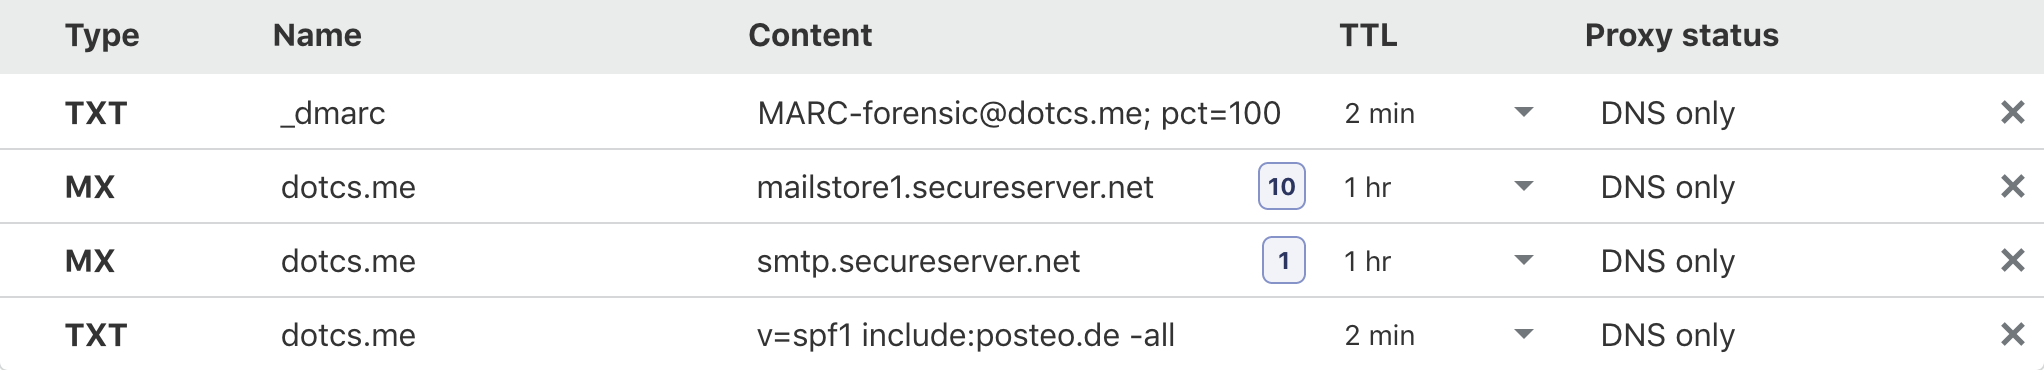 Type Name Content TTL Proxy status
TXT _dmarc MARC-forensic@dotcs.me; pct=100 2 min DNS only
MX dotcs.me mailstore1.secureserver.net 10 1 hr DNS only
MX dotcs.me smtp.secureserver.net 1 1 hr DNS only
TXT dotcs.me v=spf1 include:posteo.de -all 2 min DNS only